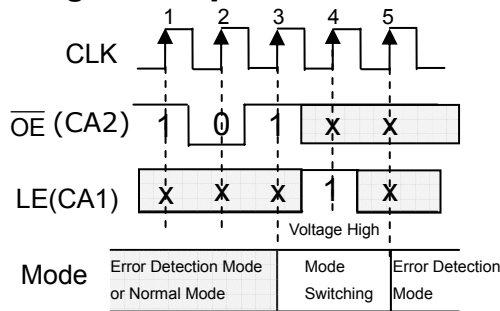 1 2 3 4 5
CLK
OE (CA2) 1 0 1 x x
LE(CA1) x x x 1 x
Voltage High
Mode Error Detection Mode or Normal Mode Mode Switching Error Detection Mode